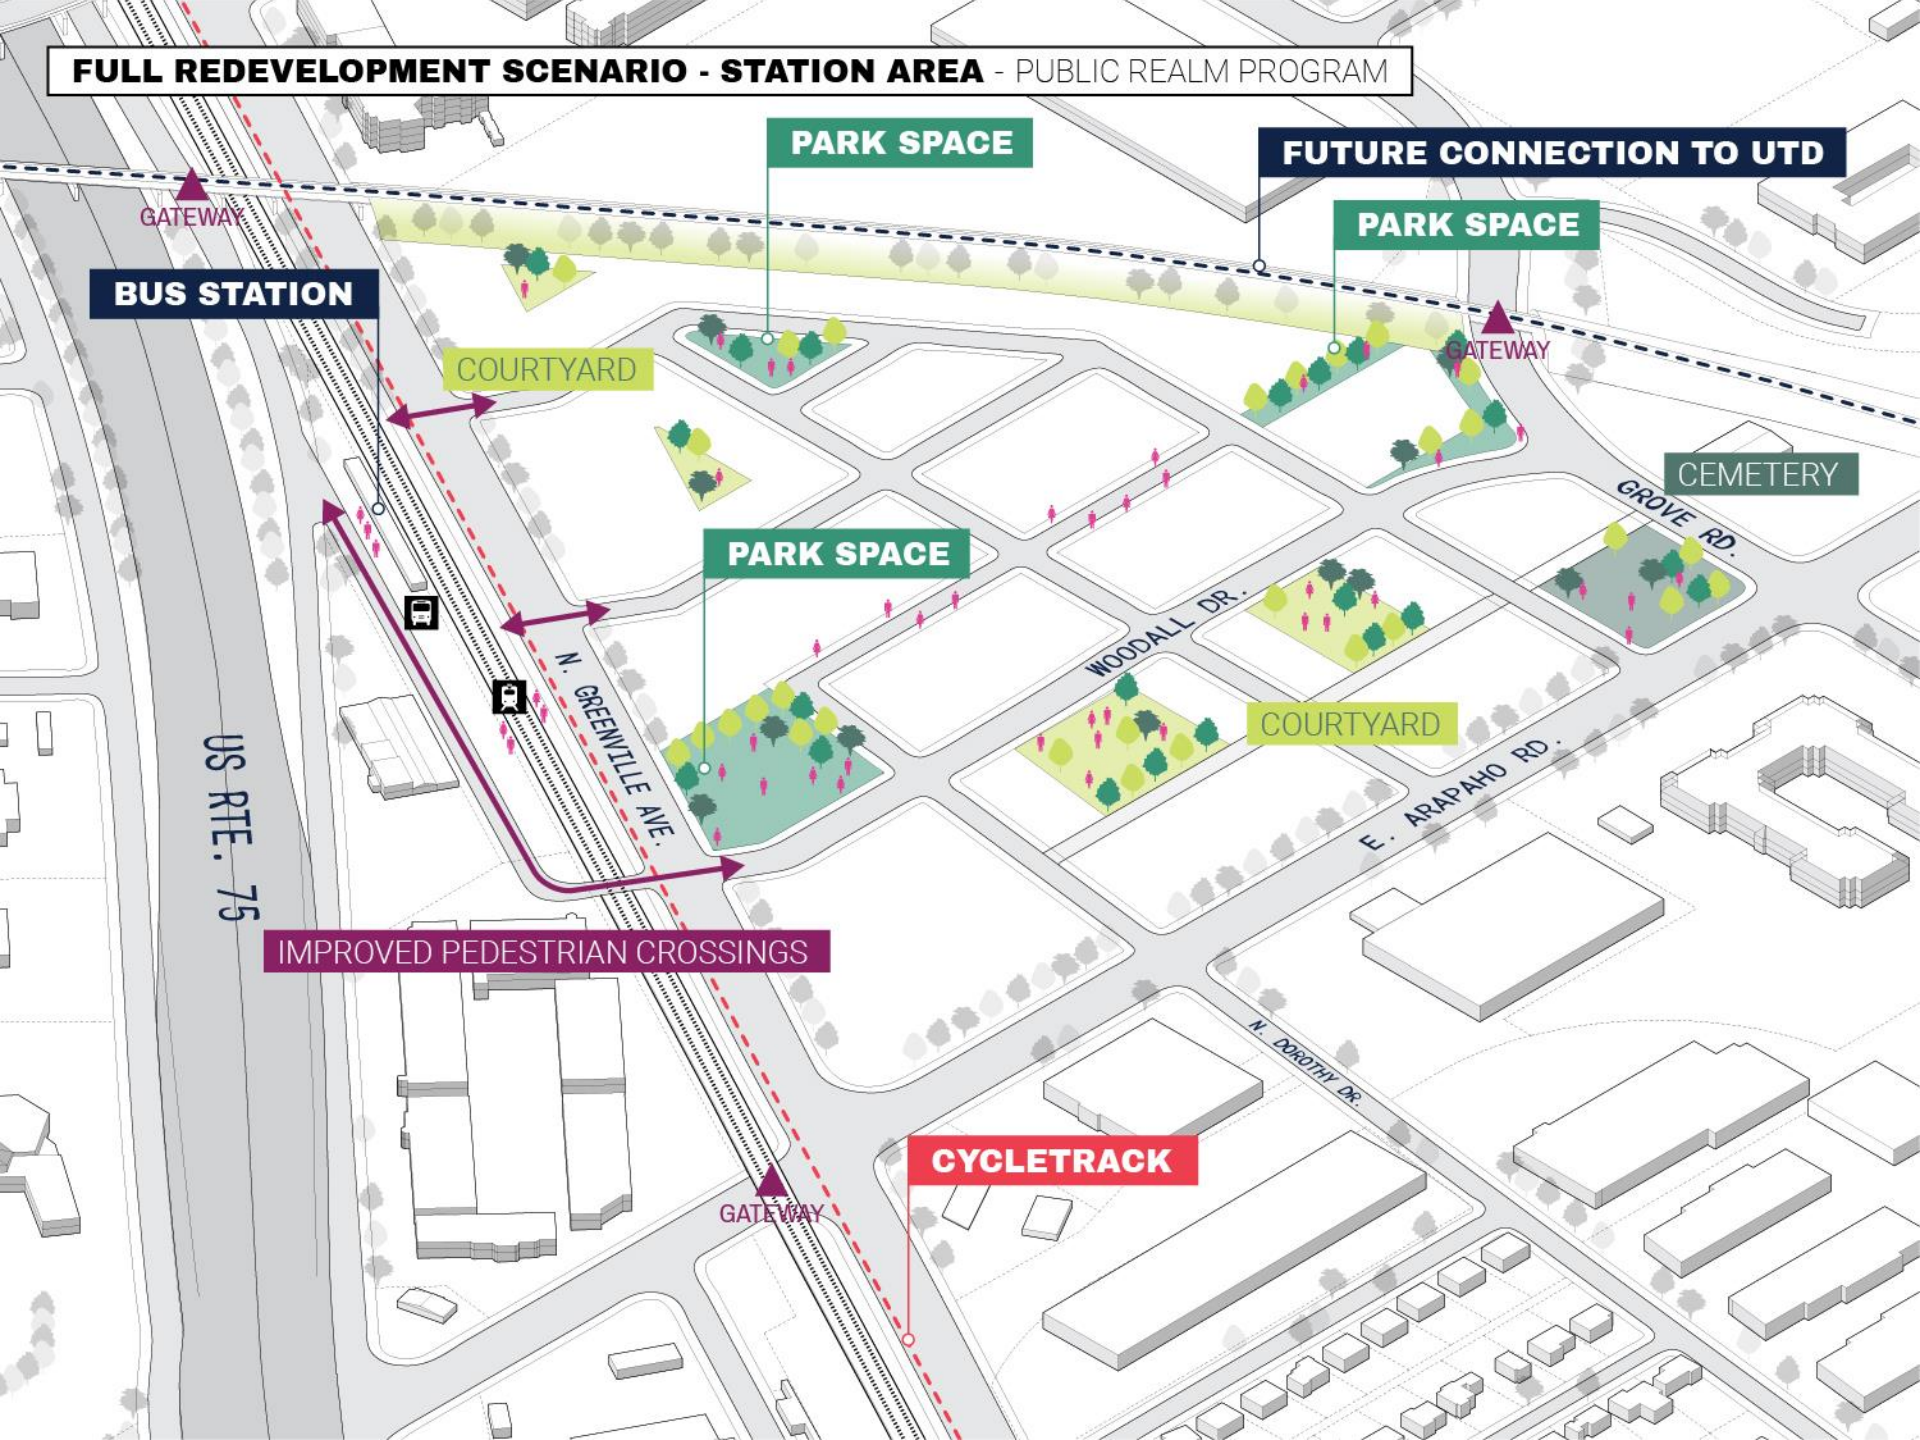 FULL REDEVELOPMENT SCENARIO - STATION AREA - PUBLIC REALM PROGRAM
PARK SPACE
FUTURE CONNECTION TO UTD
GATEWAY
PARK SPACE
BUS STATION
COURTYARD
GATEWAY
CEMETERY
GROVE RD.
PARK SPACE
WOODALL DR.
N. GREENVILLE AVE.
COURTYARD
US RTE. 75
E. ARAPAHO RD.
IMPROVED PEDESTRIAN CROSSINGS
N. DOROTHY DR.
CYCLETRACK
GATEWAY